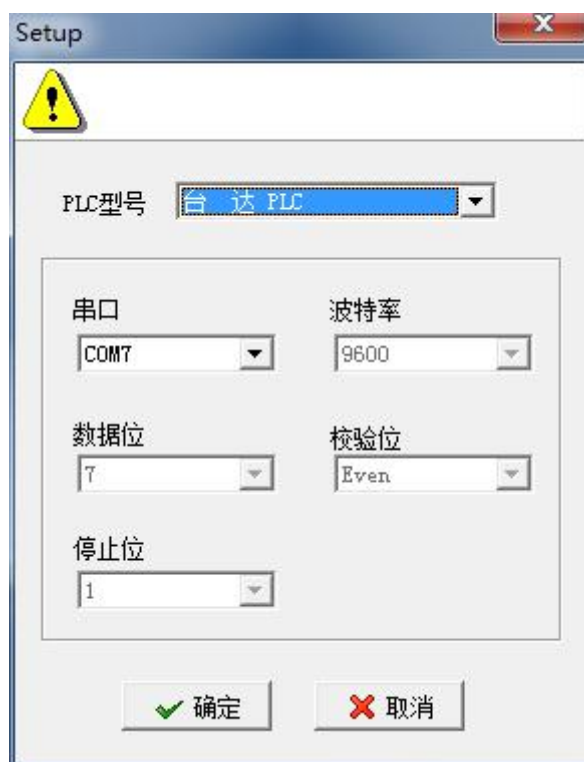 Setup
PLC型号 台 达 PLC
串口 波特率
COM7 9600
数据位 校验位
7 Even
停止位
1
确定 取消